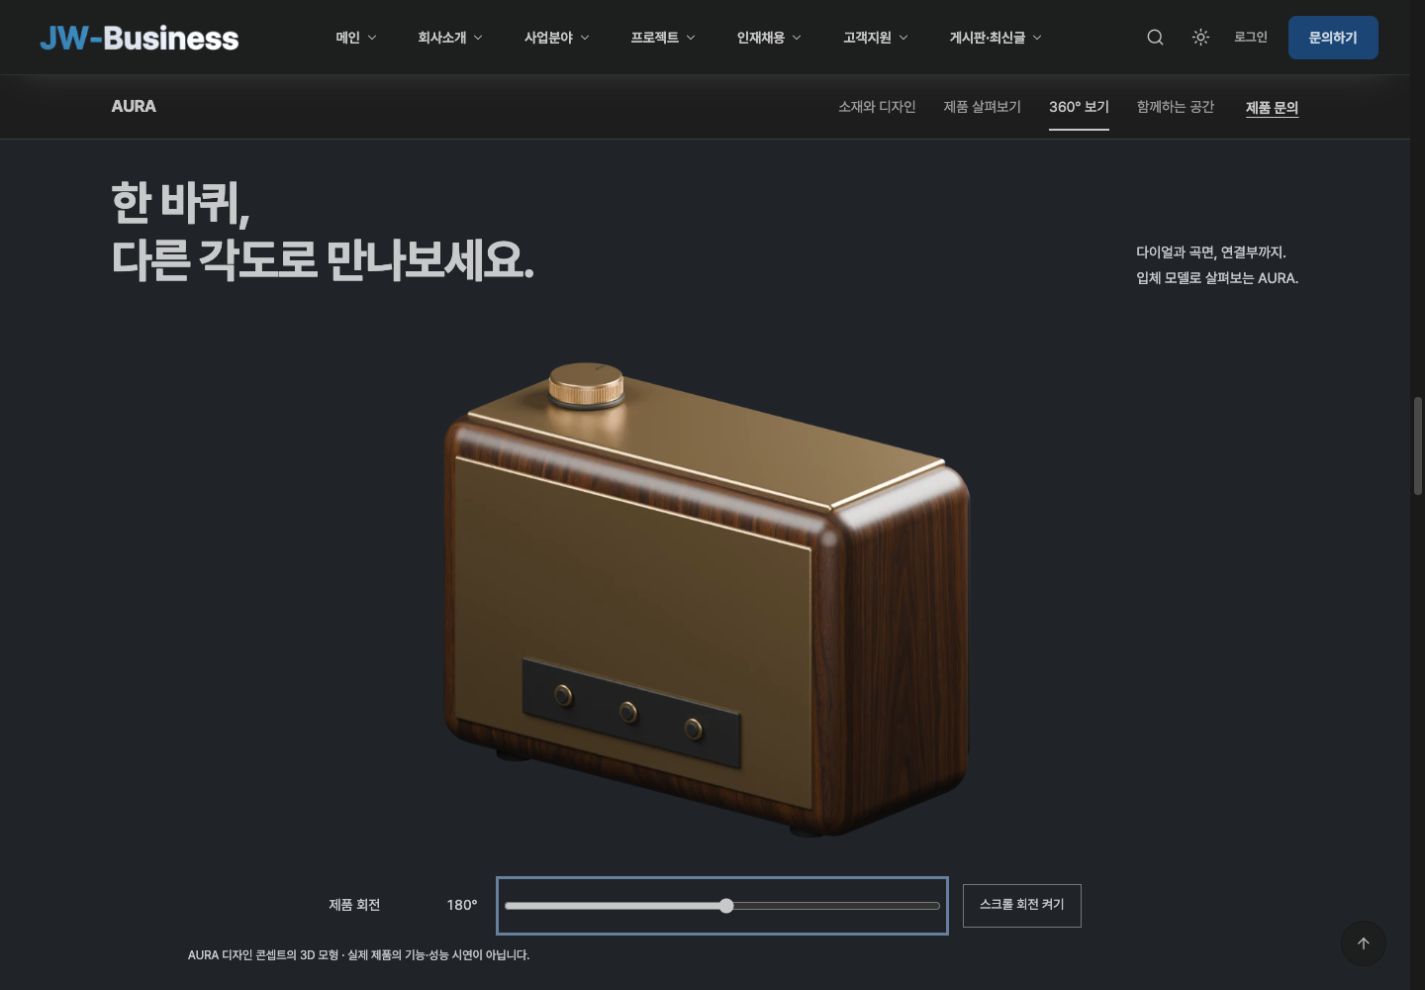 JW-Business
메인
회사소개
사업분야
프로젝트
인재채용
고객지원
게시판·최신글
로그인
문의하기
AURA
소재와 디자인
제품 살펴보기
360° 보기
함께하는 공간
제품 문의
한 바퀴,
다른 각도로 만나보세요.
다이얼과 곡면, 연결부까지.
입체 모델로 살펴보는 AURA.
제품 회전
180°
스크롤 회전 켜기
AURA 디자인 콘셉트의 3D 모형 · 실제 제품의 기능·성능 시연이 아닙니다.